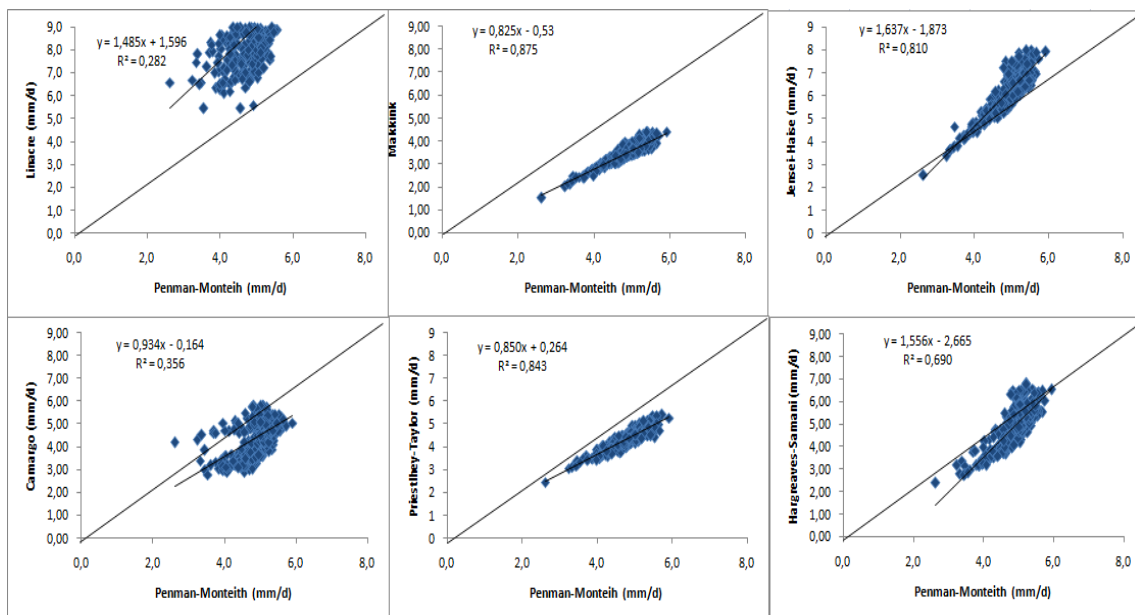 Linacre (mm/d)
9,0
8,0
7,0
6,0
5,0
4,0
3,0
2,0
1,0
0,0
y = 1,485x + 1,596
R² = 0,282
0,0 2,0 4,0 6,0 8,0
Penman-Monteih (mm/d)
Makkink
9,00
8,00
7,00
6,00
5,00
4,00
3,00
2,00
1,00
0,00
y = 0,825x - 0,53
R² = 0,875
0,0 2,0 4,0 6,0 8,0
Penman-Monteith (mm/d)
Jensei-Haise (mm/d)
9
8
7
6
5
4
3
2
1
0
y = 1,637x - 1,873
R² = 0,810
0,0 2,0 4,0 6,0 8,0
Penman-Monteih (mm/d)
Camargo (mm/d)
9,00
8,00
7,00
6,00
5,00
4,00
3,00
2,00
1,00
0,00
y = 0,934x - 0,164
R² = 0,356
0,0 2,0 4,0 6,0 8,0
Penman-Monteih (mm/d)
Priestlhey-Taylor (mm/d)
9
8
7
6
5
4
3
2
1
0
y = 0,850x + 0,264
R² = 0,843
0,0 2,0 4,0 6,0 8,0
Penman-Monteith (mm/d)
Hargreaves-Samani (mm/d)
9,00
8,00
7,00
6,00
5,00
4,00
3,00
2,00
1,00
0,00
y = 1,556x - 2,665
R² = 0,690
0,0 2,0 4,0 6,0 8,0
Penman-Monteih (mm/d)